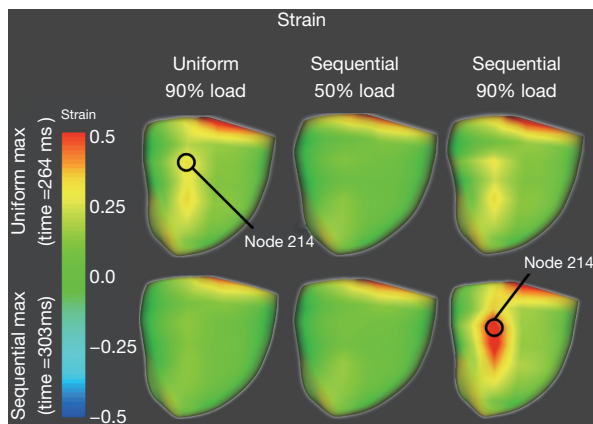 Strain
Uniform
90% load
Sequential
50% load
Sequential
90% load
Uniform max
(time =264 ms )
Strain
0.5
0.25
0.0
−0.25
−0.5
Node 214
Node 214
Sequential max
(time =303ms)